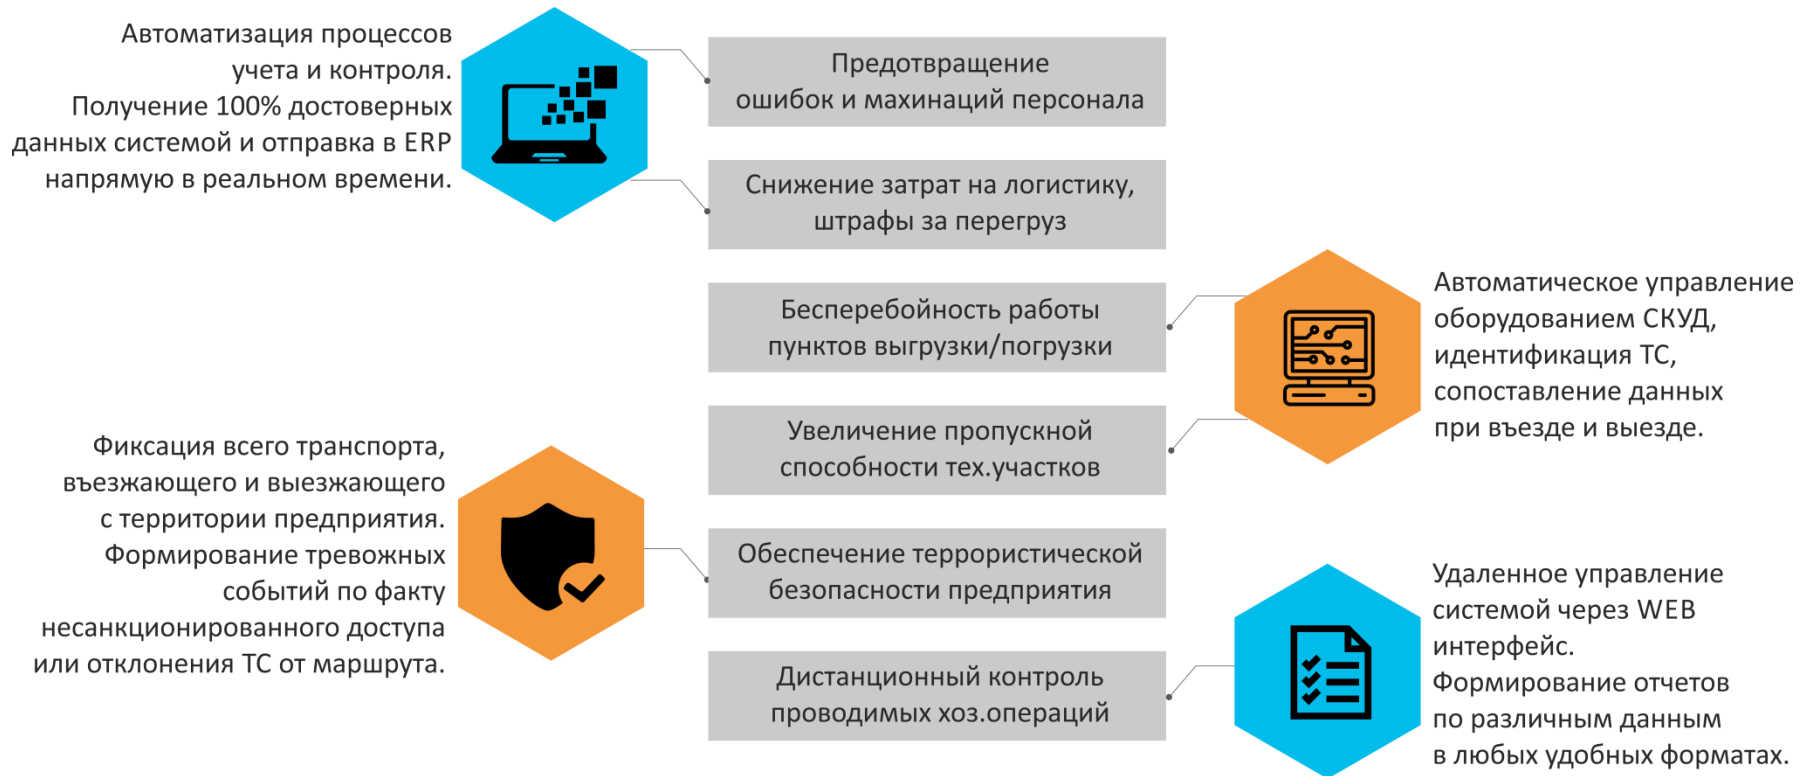 Автоматизация процессов
учета и контроля.
Получение 100% достоверных
данных системой и отправка в ERP
напрямую в реальном времени.
Предотвращение
ошибок и махинаций персонала
Снижение затрат на логистику,
штрафы за перегруз
Бесперебойность работы
пунктов выгрузки/погрузки
Автоматическое управление
оборудованием СКУД,
идентификация ТС,
сопоставление данных
при въезде и выезде.
Увеличение пропускной
способности тех.участков
Фиксация всего транспорта,
въезжающего и выезжающего
с территории предприятия.
Формирование тревожных
событий по факту
несанкционированного доступа
или отклонения ТС от маршрута.
Обеспечение террористической
безопасности предприятия
Дистанционный контроль
проводимых хоз.операций
Удаленное управление
системой через WEB
интерфейс.
Формирование отчетов
по различным данным
в любых удобных форматах.